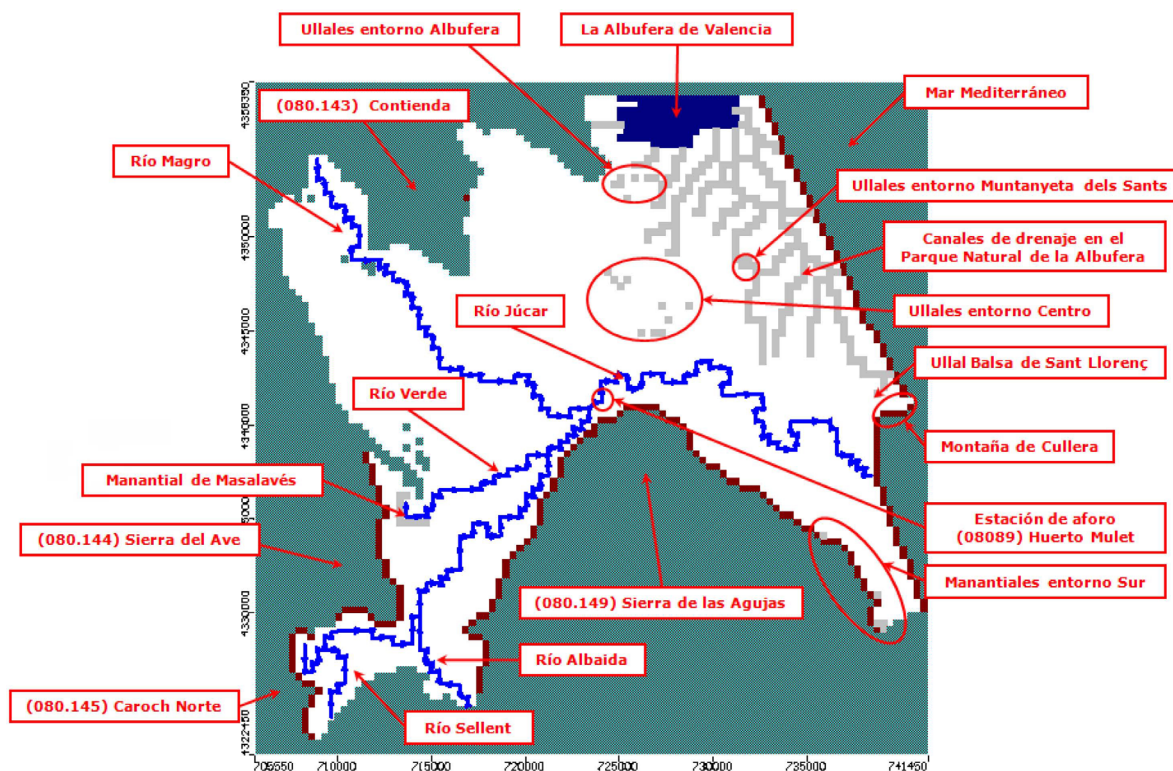 Ullales entorno Albufera
La Albufera de Valencia
(080.143) Contienda
Mar Mediterráneo
Río Magro
Ullales entorno Muntanyeta dels Sants
Canales de drenaje en el
Parque Natural de la Albufera
Río Júcar
Ullales entorno Centro
Ullal Balsa de Sant Llorenç
Río Verde
Montaña de Cullera
Manantial de Masalavés
Estación de aforo
(08089) Huerto Mulet
(080.144) Sierra del Ave
Manantiales entorno Sur
(080.149) Sierra de las Agujas
Río Albaida
(080.145) Caroch Norte
Río Sellent
4350000
4330000
710000
715000
720000
725000
730000
735000
741450